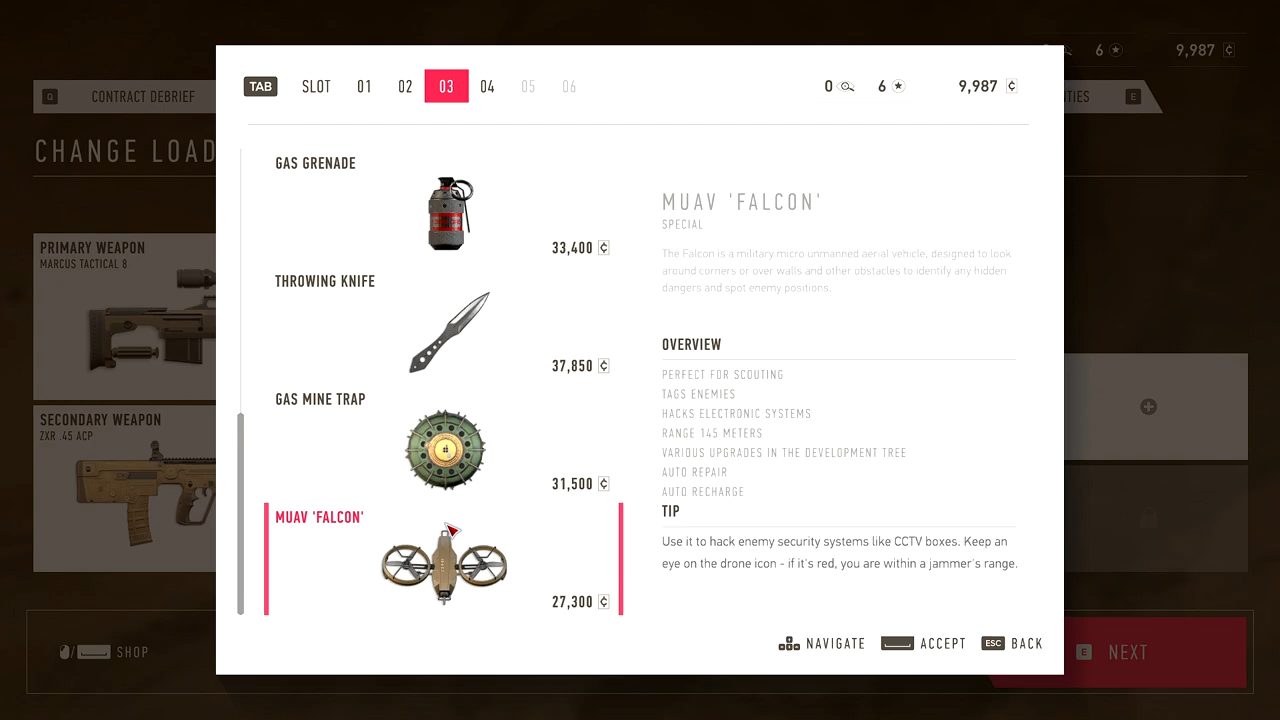 6
9,987
Q
CONTRACT DEBRIEF
TIES
E
CHANGE LOAD
PRIMARY WEAPON
MARCUS TACTICAL 8
SECONDARY WEAPON
ZXR .45 ACP
/ SHOP
E NEXT
TAB SLOT 01 02 03 04 05 06
0 6 9,987
GAS GRENADE
33,400
THROWING KNIFE
37,850
GAS MINE TRAP
31,500
MUAV 'FALCON'
27,300
MUAV 'FALCON'
SPECIAL
The Falcon is a military micro unmanned aerial vehicle, designed to look
around corners or over walls and other obstacles to identify any hidden
dangers and spot enemy positions.
OVERVIEW
PERFECT FOR SCOUTING
TAGS ENEMIES
HACKS ELECTRONIC SYSTEMS
RANGE 145 METERS
VARIOUS UPGRADES IN THE DEVELOPMENT TREE
AUTO REPAIR
AUTO RECHARGE
TIP
Use it to hack enemy security systems like CCTV boxes. Keep an
eye on the drone icon - if it's red, you are within a jammer's range.
NAVIGATE ACCEPT ESC BACK